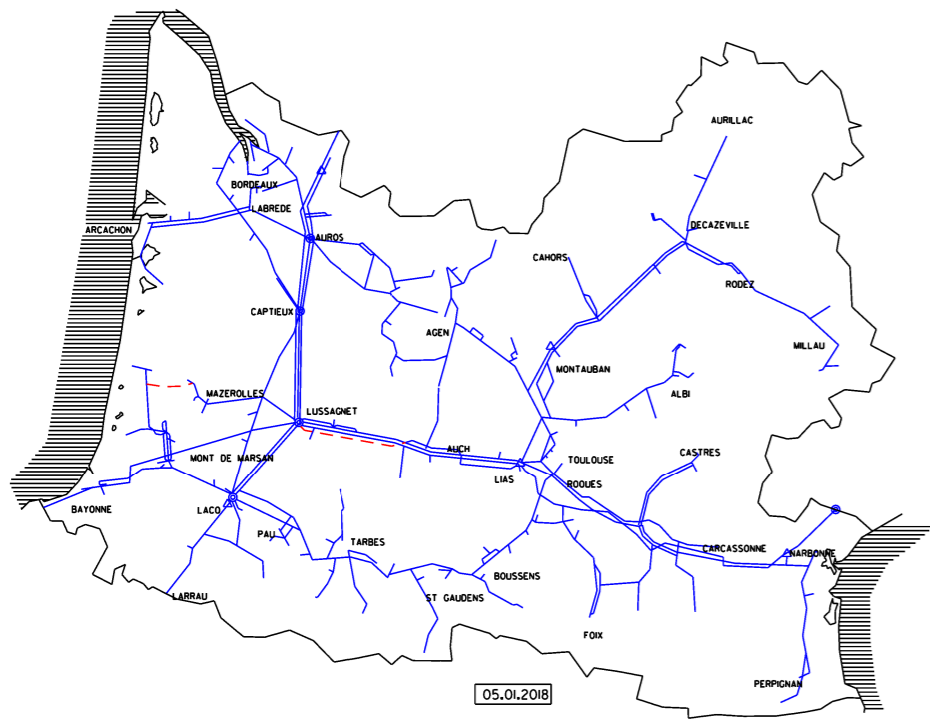 AURILLAC
BORDEAUX
LABREDE
ARCACHON
AUROS
DECAZEVILLE
CAHORS
RODEZ
CAPTIEUX
AGEN
MILLAU
MONTAUBAN
MAZEROLLES
ALBI
LUSSAGNET
AUCH
MONT DE MARSAN
CASTRES
TOULOUSE
LIAS
ROQUES
BAYONNE
LACQ
PAU
TARBES
CARCASSONNE
NARBONNE
BOUSSENS
LARRAU
ST GAUDENS
FOIX
PERPIGNAN
05.01.2018